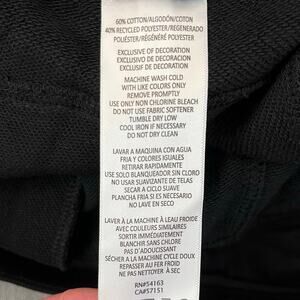 60% COTTON/ALGODÓN/COTON
40% RECYCLED POLYESTER/REGENERADO
POLIÉSTER/RÉGÉNÉRÉ POLYESTER
EXCLUSIVE OF DECORATION
EXCLUSIVO DE DECORACION
EXCLUSIF DE DECORATION
MACHINE WASH COLD
WITH LIKE COLORS ONLY
REMOVE PROMPTLY
USE ONLY NON CHLORINE BLEACH
DO NOT USE FABRIC SOFTENER
TUMBLE DRY LOW
COOL IRON IF NECESSARY
DO NOT DRY CLEAN
LAVAR A MAQUINA CON AGUA
FRIA Y COLORES IGUALES
RETIRAR RAPIDAMENTE
USE SOLO BLANQUEADOR SIN CLORO
NO USAR SUAVIZANTE DE TELAS
SECAR A CICLO SUAVE
PLANCHA FRIA SI ES NECESARIO
NO LAVE EN SECO
LAVER À LA MACHINE À LEAU FROIDE
AVEC COULEURS SIMILAIRES
SORTIR IMMÉDIATEMENT
BLANCHIR SANS CHLORE
PAS D'ADOUCISSANT
SÉCHER A LA MACHINE CYCLE DOUX
REPASSER AU FER FROID
NE PAS NETTOYER À SEC
RN#54163
CA#57151